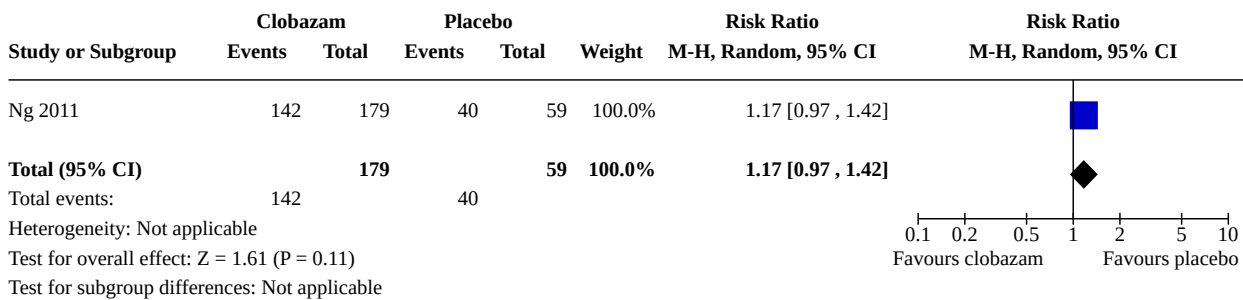 Clobazam Placebo Risk Ratio Risk Ratio
Study or Subgroup Events Total Events Total Weight M-H, Random, 95% CI M-H, Random, 95% CI
Ng 2011 142 179 40 59 100.0% 1.17 [0.97 , 1.42]
Total (95% CI) 179 59 100.0% 1.17 [0.97 , 1.42]
Total events: 142 40
Heterogeneity: Not applicable 0.1 0.2 0.5 1 2 5 10
Test for overall effect: Z = 1.61 (P = 0.11) Favours clobazam Favours placebo
Test for subgroup differences: Not applicable